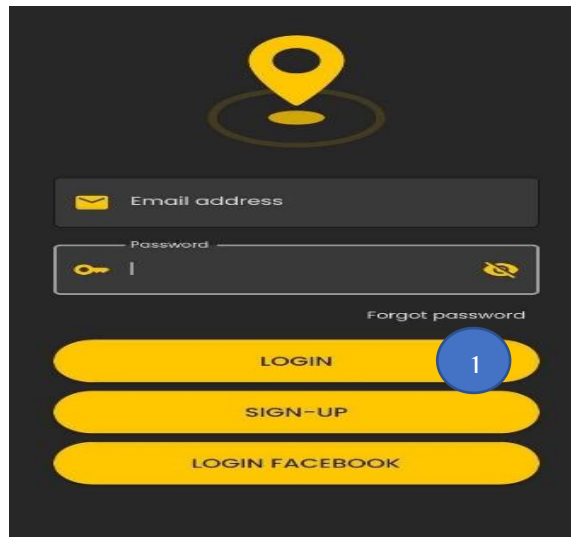 Email address
Password
Forgot password
LOGIN
1
SIGN-UP
LOGIN FACEBOOK